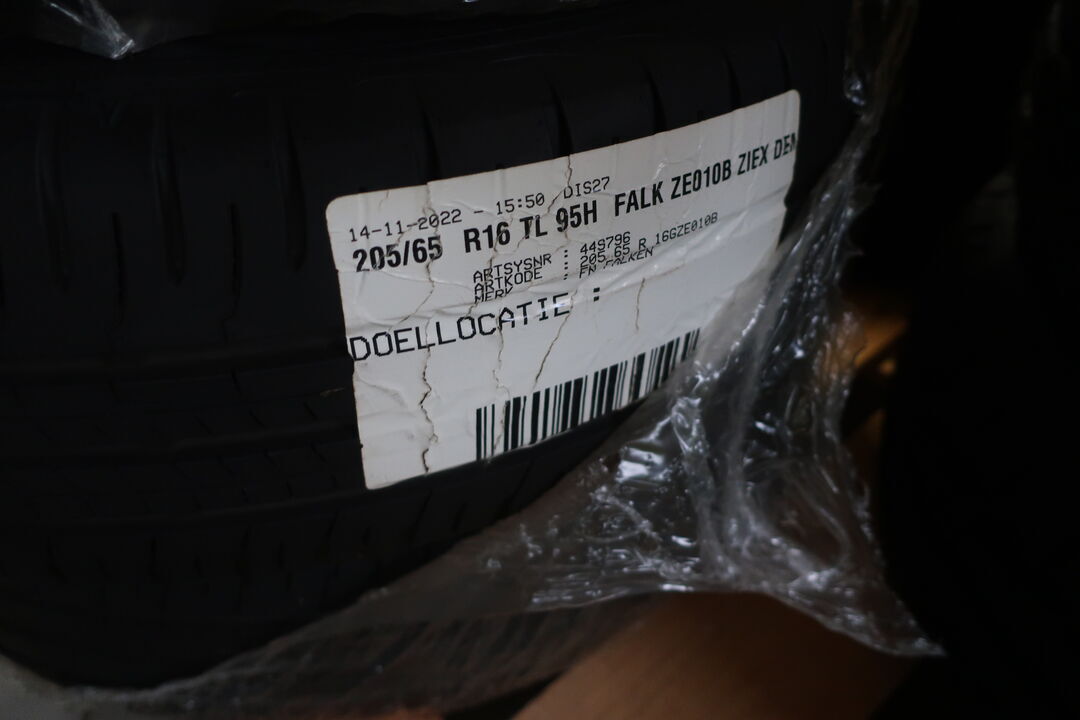 14-11-2022 - 15:50 DIS27
205/65 R16 TL 95H FALK ZE010B ZIEX DEM
ARTSYSNR : 449796
ARTKODE : 205 65 R 16GZE010B
MERK : FN FALKEN
DOELLOCATIE :